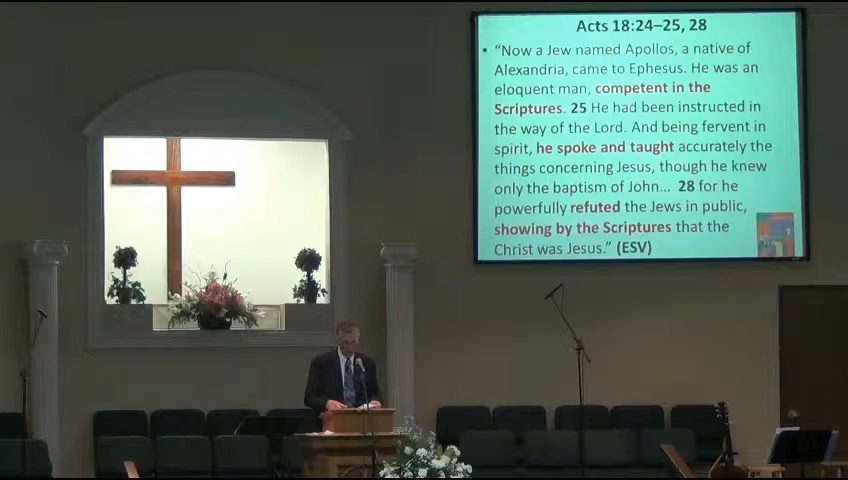 Acts 18:24–25, 28
• “Now a Jew named Apollos, a native of
Alexandria, came to Ephesus. He was an
eloquent man, competent in the
Scriptures. 25 He had been instructed in
the way of the Lord. And being fervent in
spirit, he spoke and taught accurately the
things concerning Jesus, though he knew
only the baptism of John... 28 for he
powerfully refuted the Jews in public,
showing by the Scriptures that the
Christ was Jesus.” (ESV)